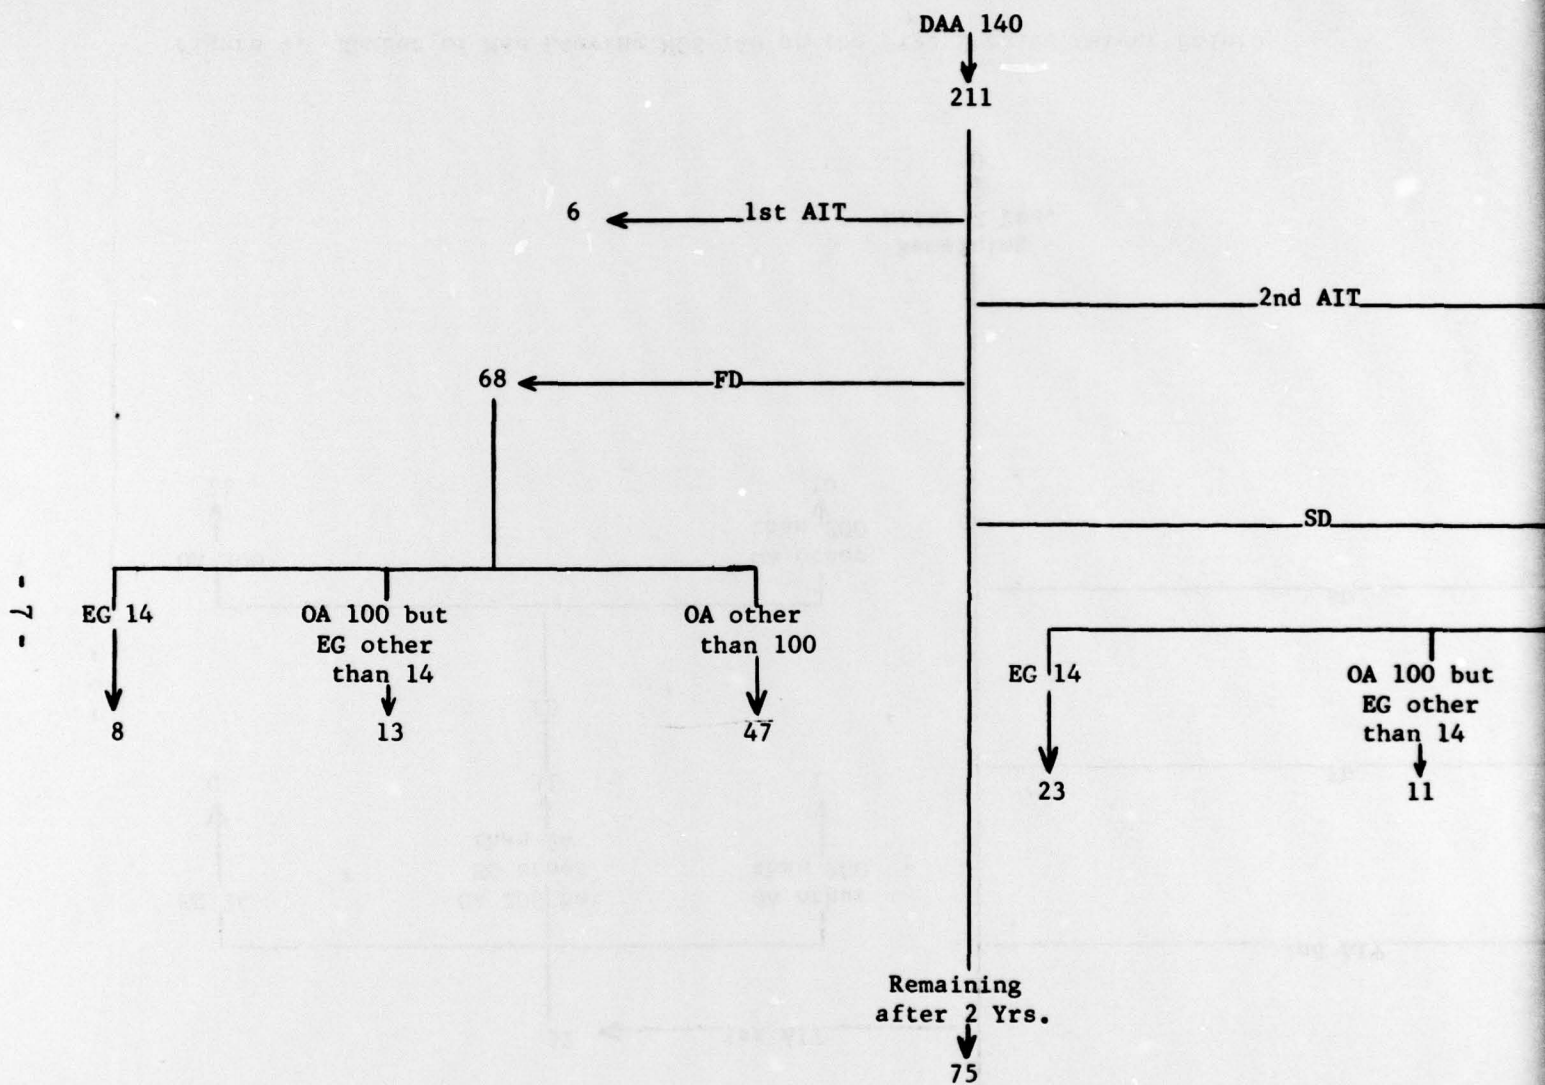 DAA 140
211
6
1st AIT
2nd AIT
68
FD
SD
EG 14
OA 100 but
EG other
than 14
OA other
than 100
8
13
47
EG 14
OA 100 but
EG other
than 14
23
11
Remaining
after 2 Yrs.
75
- 7 -